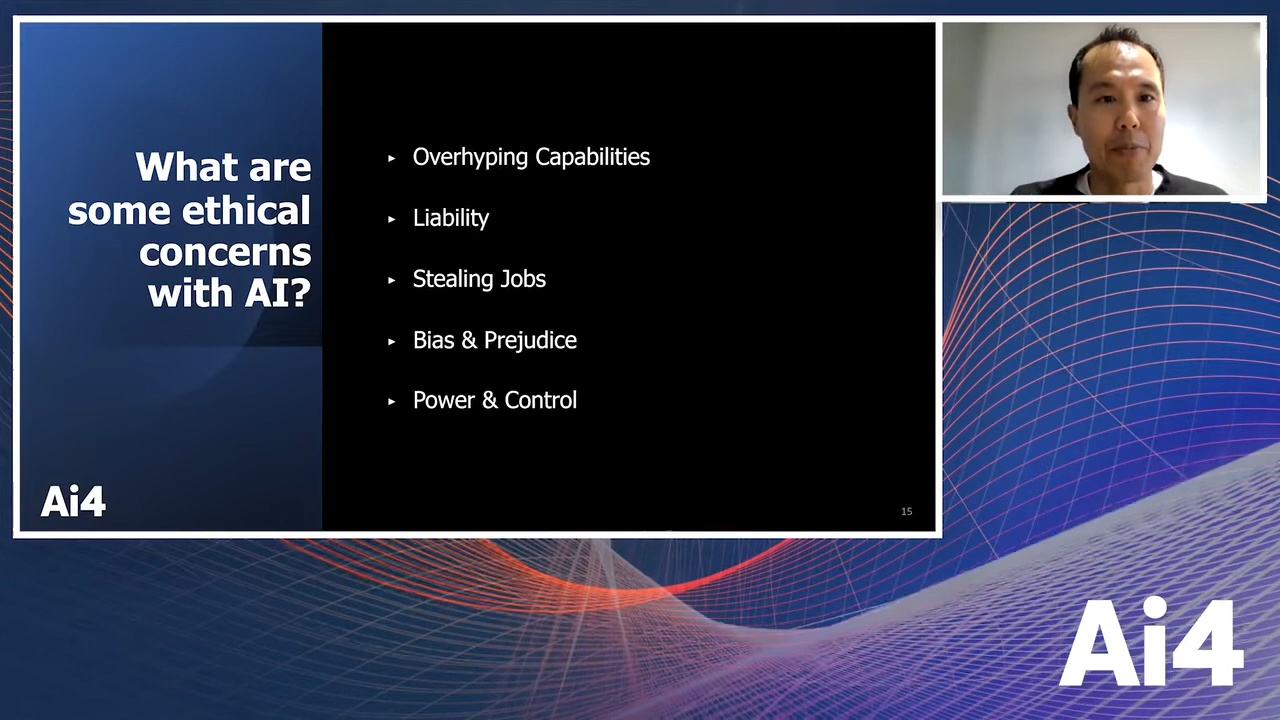 What are
some ethical
concerns
with AI?
▸ Overhyping Capabilities
▸ Liability
▸ Stealing Jobs
▸ Bias & Prejudice
▸ Power & Control
Ai4
15
Ai4